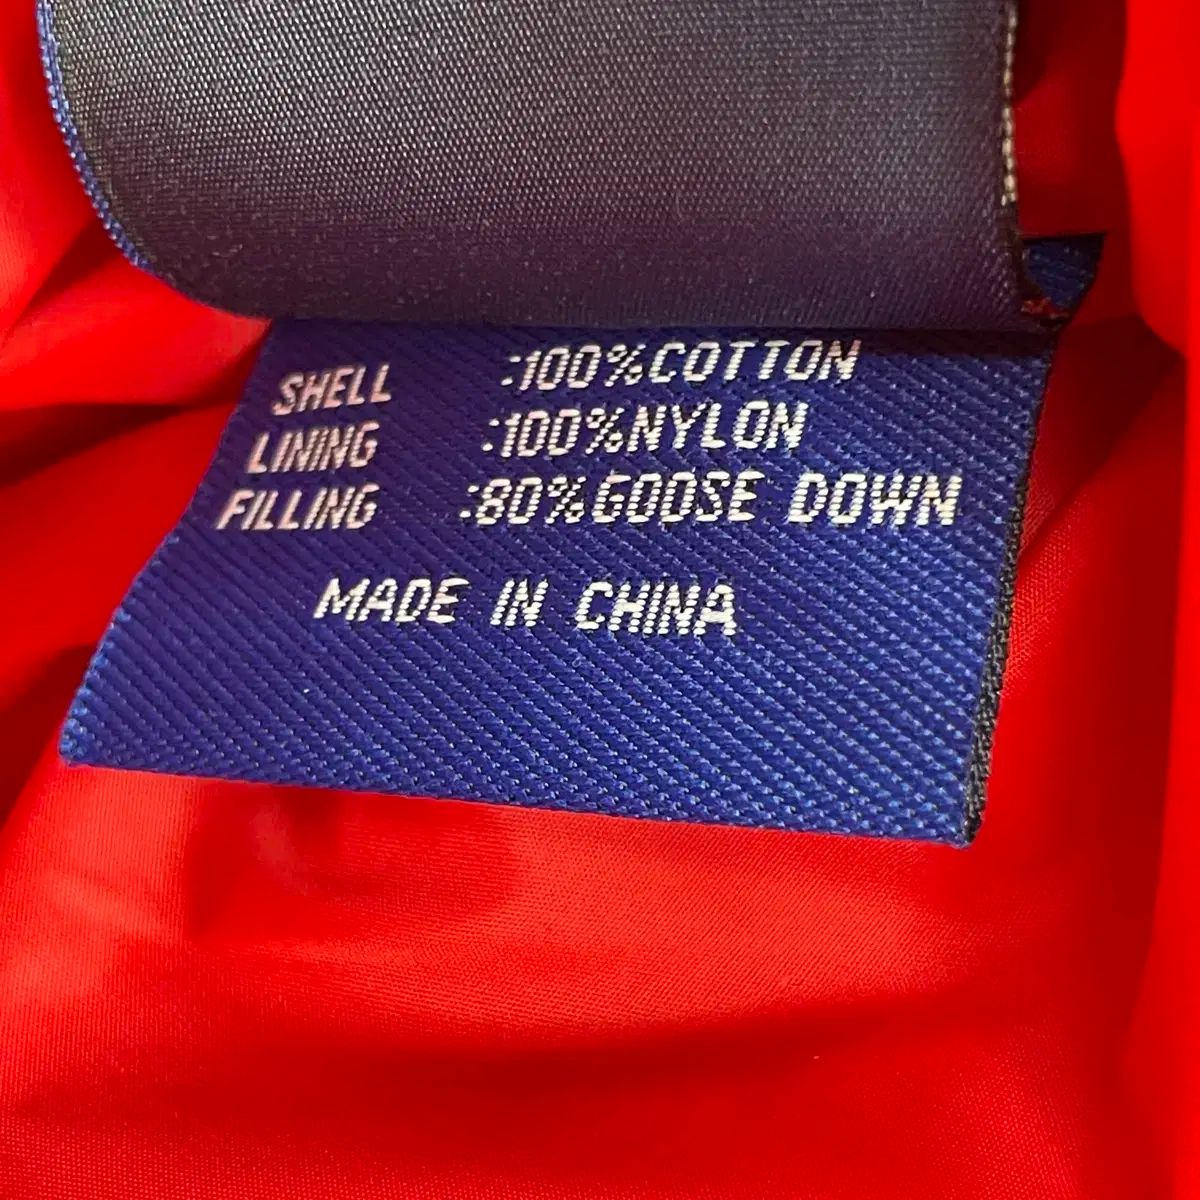 SHELL :100%COTTON
LINING :100%NYLON
FILLING :80%GOOSE DOWN
MADE IN CHINA